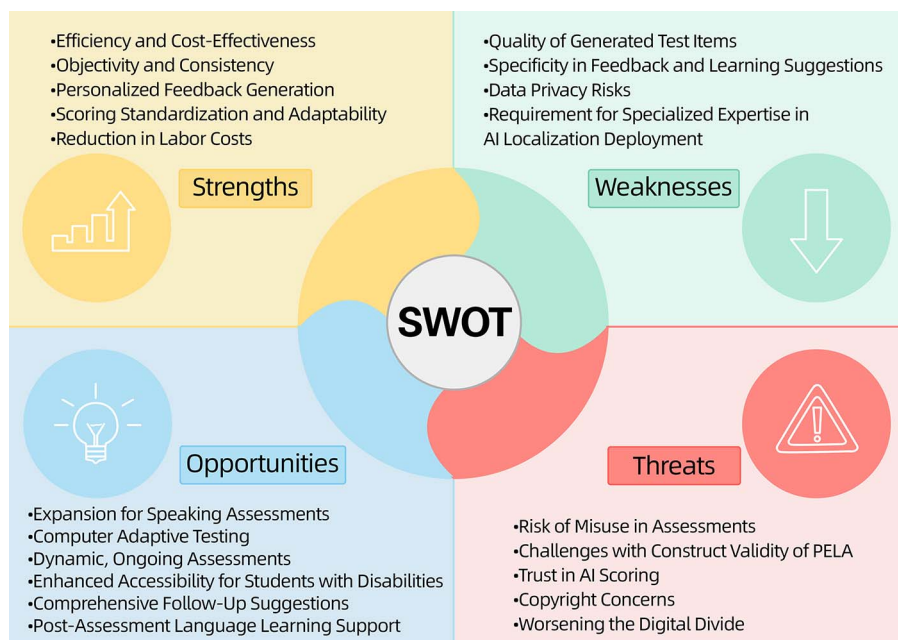 •Efficiency and Cost-Effectiveness
•Objectivity and Consistency
•Personalized Feedback Generation
•Scoring Standardization and Adaptability
•Reduction in Labor Costs
Strengths
•Quality of Generated Test Items
•Specificity in Feedback and Learning Suggestions
•Data Privacy Risks
•Requirement for Specialized Expertise in
AI Localization Deployment
Weaknesses
SWOT
Opportunities
•Expansion for Speaking Assessments
•Computer Adaptive Testing
•Dynamic, Ongoing Assessments
•Enhanced Accessibility for Students with Disabilities
•Comprehensive Follow-Up Suggestions
•Post-Assessment Language Learning Support
Threats
•Risk of Misuse in Assessments
•Challenges with Construct Validity of PELA
•Trust in AI Scoring
•Copyright Concerns
•Worsening the Digital Divide